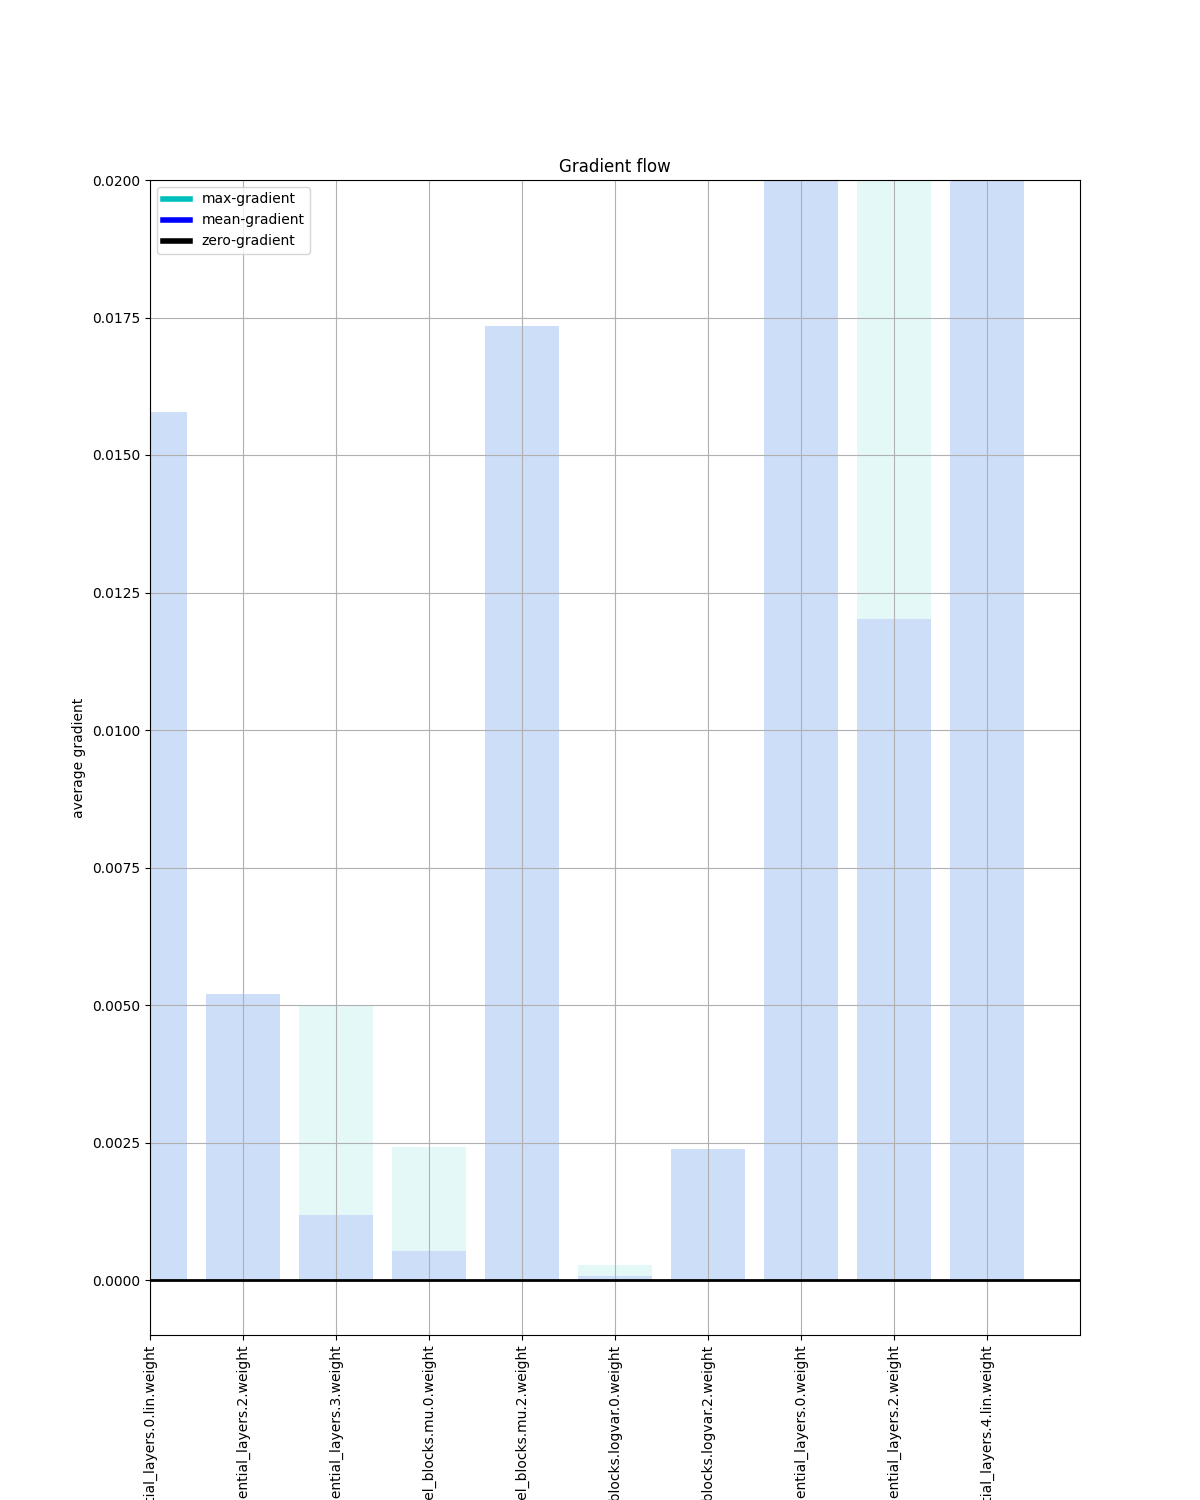 Gradient flow
max-gradient
mean-gradient
zero-gradient
average gradient
0.0200
0.0175
0.0150
0.0125
0.0100
0.0075
0.0050
0.0025
0.0000
tial_layers.0.lin.weight
ential_layers.2.weight
ential_layers.3.weight
el_blocks.mu.0.weight
el_blocks.mu.2.weight
blocks.logvar.0.weight
blocks.logvar.2.weight
ential_layers.0.weight
ential_layers.2.weight
tial_layers.4.lin.weight